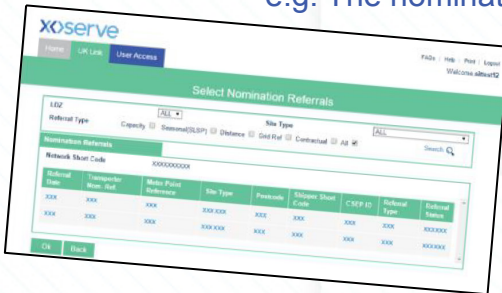 e.g. The nominat
xoserve
FAQs | Help | Print | Logout
Home UK Link User Access
Welcome
Select Nomination Referrals
LDZ ALL Site Type ALL
Referral Type Capacity Seasonal(SLSP) Distance Grid Ref Contractual All Search
Nomination Referrals
Network Short Code XXXXXXXXXX
Referral Date Transporter Nom. Ref. Meter Point Reference Site Type Postcode Shipper Short Code CSEP ID Referral Type Referral Status
XXX XXX XXX XXX XXX XXX XXX XXX XXX XXXXXX
XXX XXX XXX XXX XXX XXX XXX XXX XXX XXXXXX
Ok Back